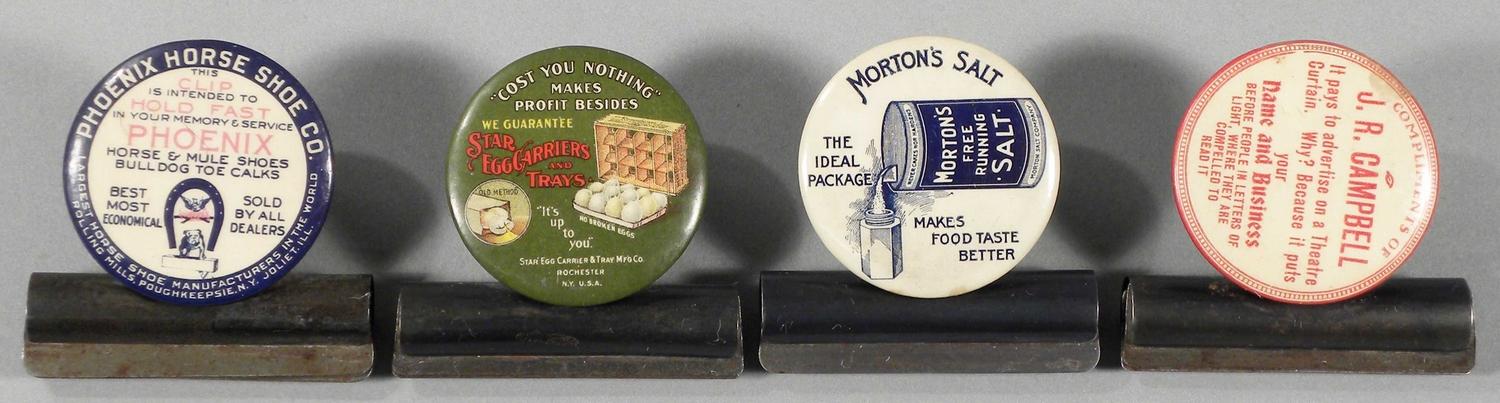 PHOENIX HORSE SHOE CO.
THIS
CLIP
IS INTENDED TO
HOLD FAST
IN YOUR MEMORY & SERVICE
PHOENIX
HORSE & MULE SHOES
BULL DOG TOE CALKS
BEST
MOST
ECONOMICAL
SOLD
BY ALL
DEALERS
LARGEST HORSE SHOE MANUFACTURERS IN THE WORLD
ROLLING MILLS, POUGHKEEPSIE, N.Y. JOLIET, ILL.
"COST YOU NOTHING"
MAKES
PROFIT BESIDES
WE GUARANTEE
STAR
EGG CARRIERS
AND
TRAYS
OLD METHOD
NO BROKEN EGGS
"It's
up
to
you".
STAR EGG CARRIER & TRAY M'F'G CO.
ROCHESTER
N.Y. U.S.A.
MORTON'S SALT
THE
IDEAL
PACKAGE
NEVER CAKES NOR HARDENS
MORTON'S
FREE
RUNNING
SALT
MORTON SALT COMPANY
MAKES
FOOD TASTE
BETTER
COMPLIMENTS OF
J. R. CAMPBELL
It pays to advertise on a Theatre
Curtain. Why? Because it puts
your
Name and Business
BEFORE PEOPLE IN LETTERS OF
LIGHT, WHERE THEY ARE
COMPELLED TO
READ IT